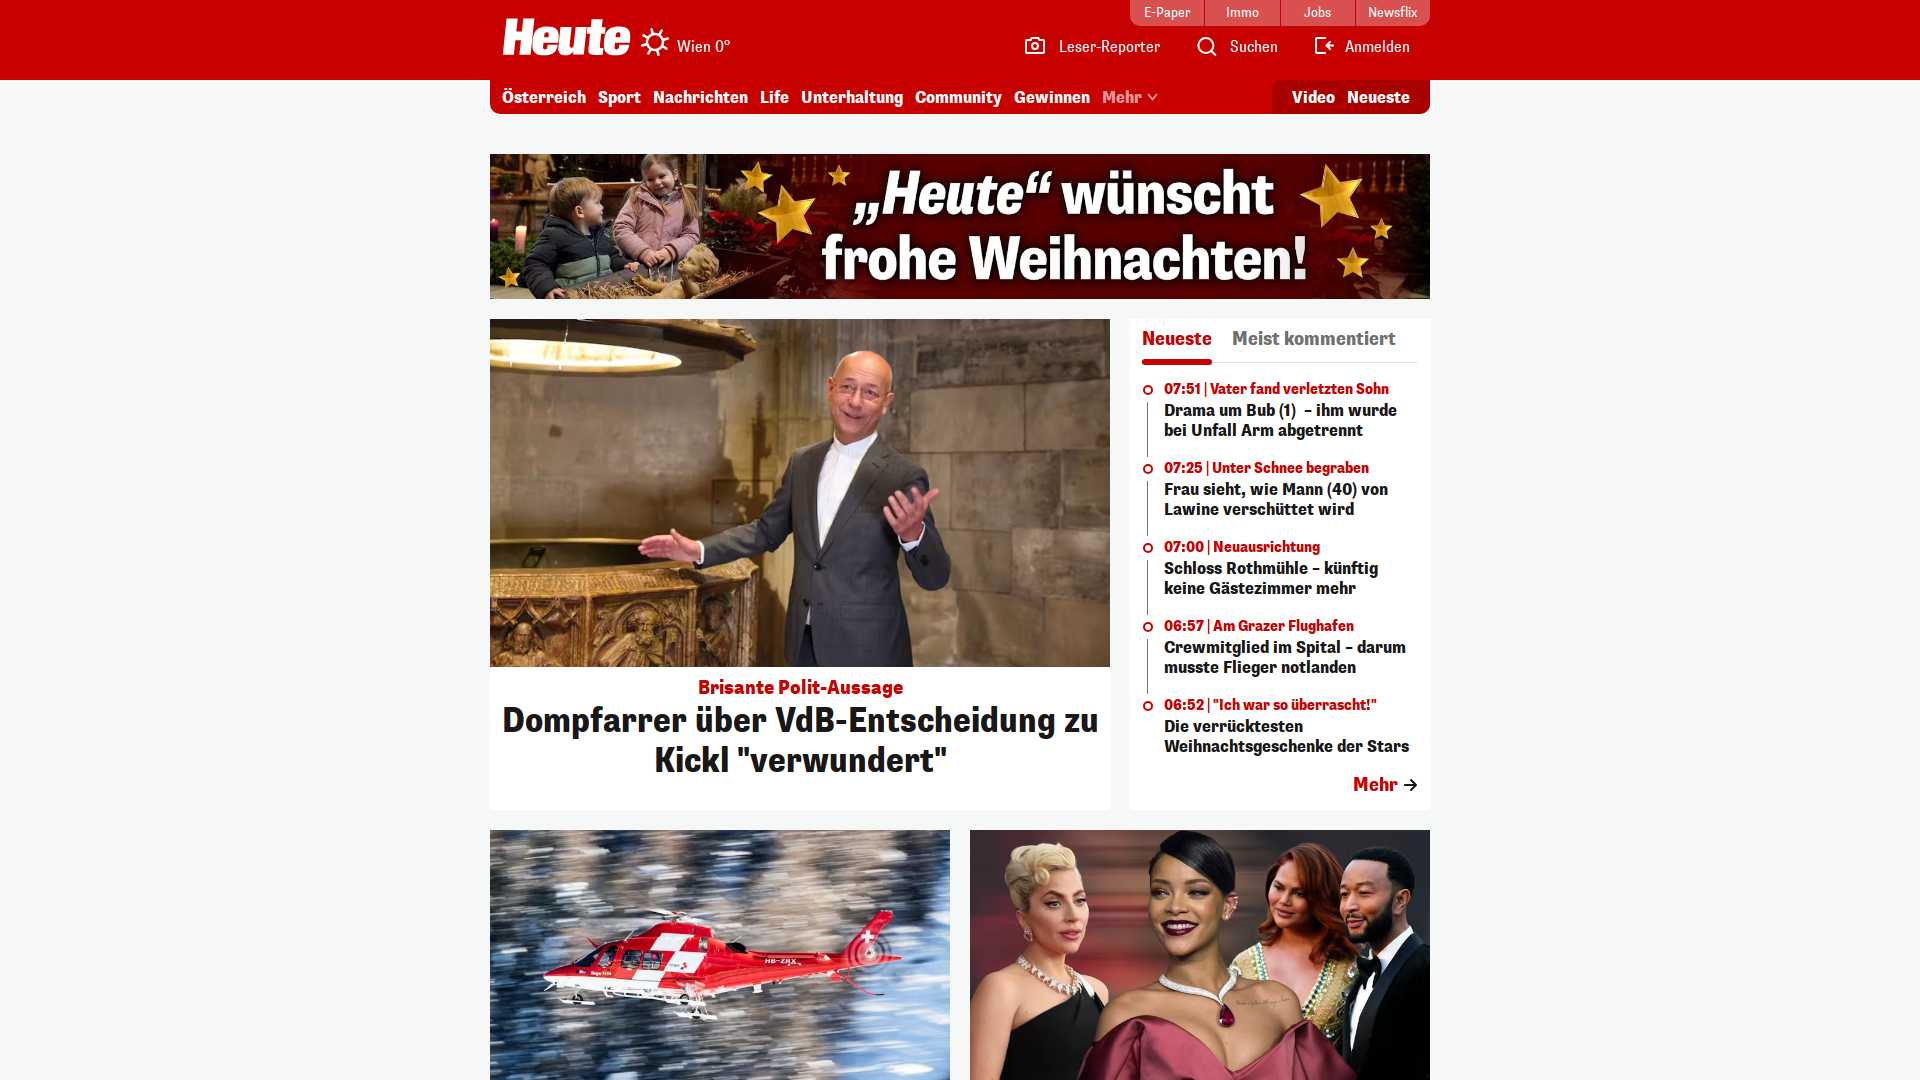 E-Paper
Immo
Jobs
Newsflix
Heute
Wien 0°
Leser-Reporter
Suchen
Anmelden
Österreich
Sport
Nachrichten
Life
Unterhaltung
Community
Gewinnen
Mehr
Video
Neueste
„Heute“ wünscht
frohe Weihnachten!
Brisante Polit-Aussage
Dompfarrer über VdB-Entscheidung zu
Kickl "verwundert"
Neueste
Meist kommentiert
07:51 | Vater fand verletzten Sohn
Drama um Bub (1) – ihm wurde
bei Unfall Arm abgetrennt
07:25 | Unter Schnee begraben
Frau sieht, wie Mann (40) von
Lawine verschüttet wird
07:00 | Neuausrichtung
Schloss Rothmühle – künftig
keine Gästezimmer mehr
06:57 | Am Grazer Flughafen
Crewmitglied im Spital – darum
musste Flieger notlanden
06:52 | "Ich war so überrascht!"
Die verrücktesten
Weihnachtsgeschenke der Stars
Mehr
HB-ZRX